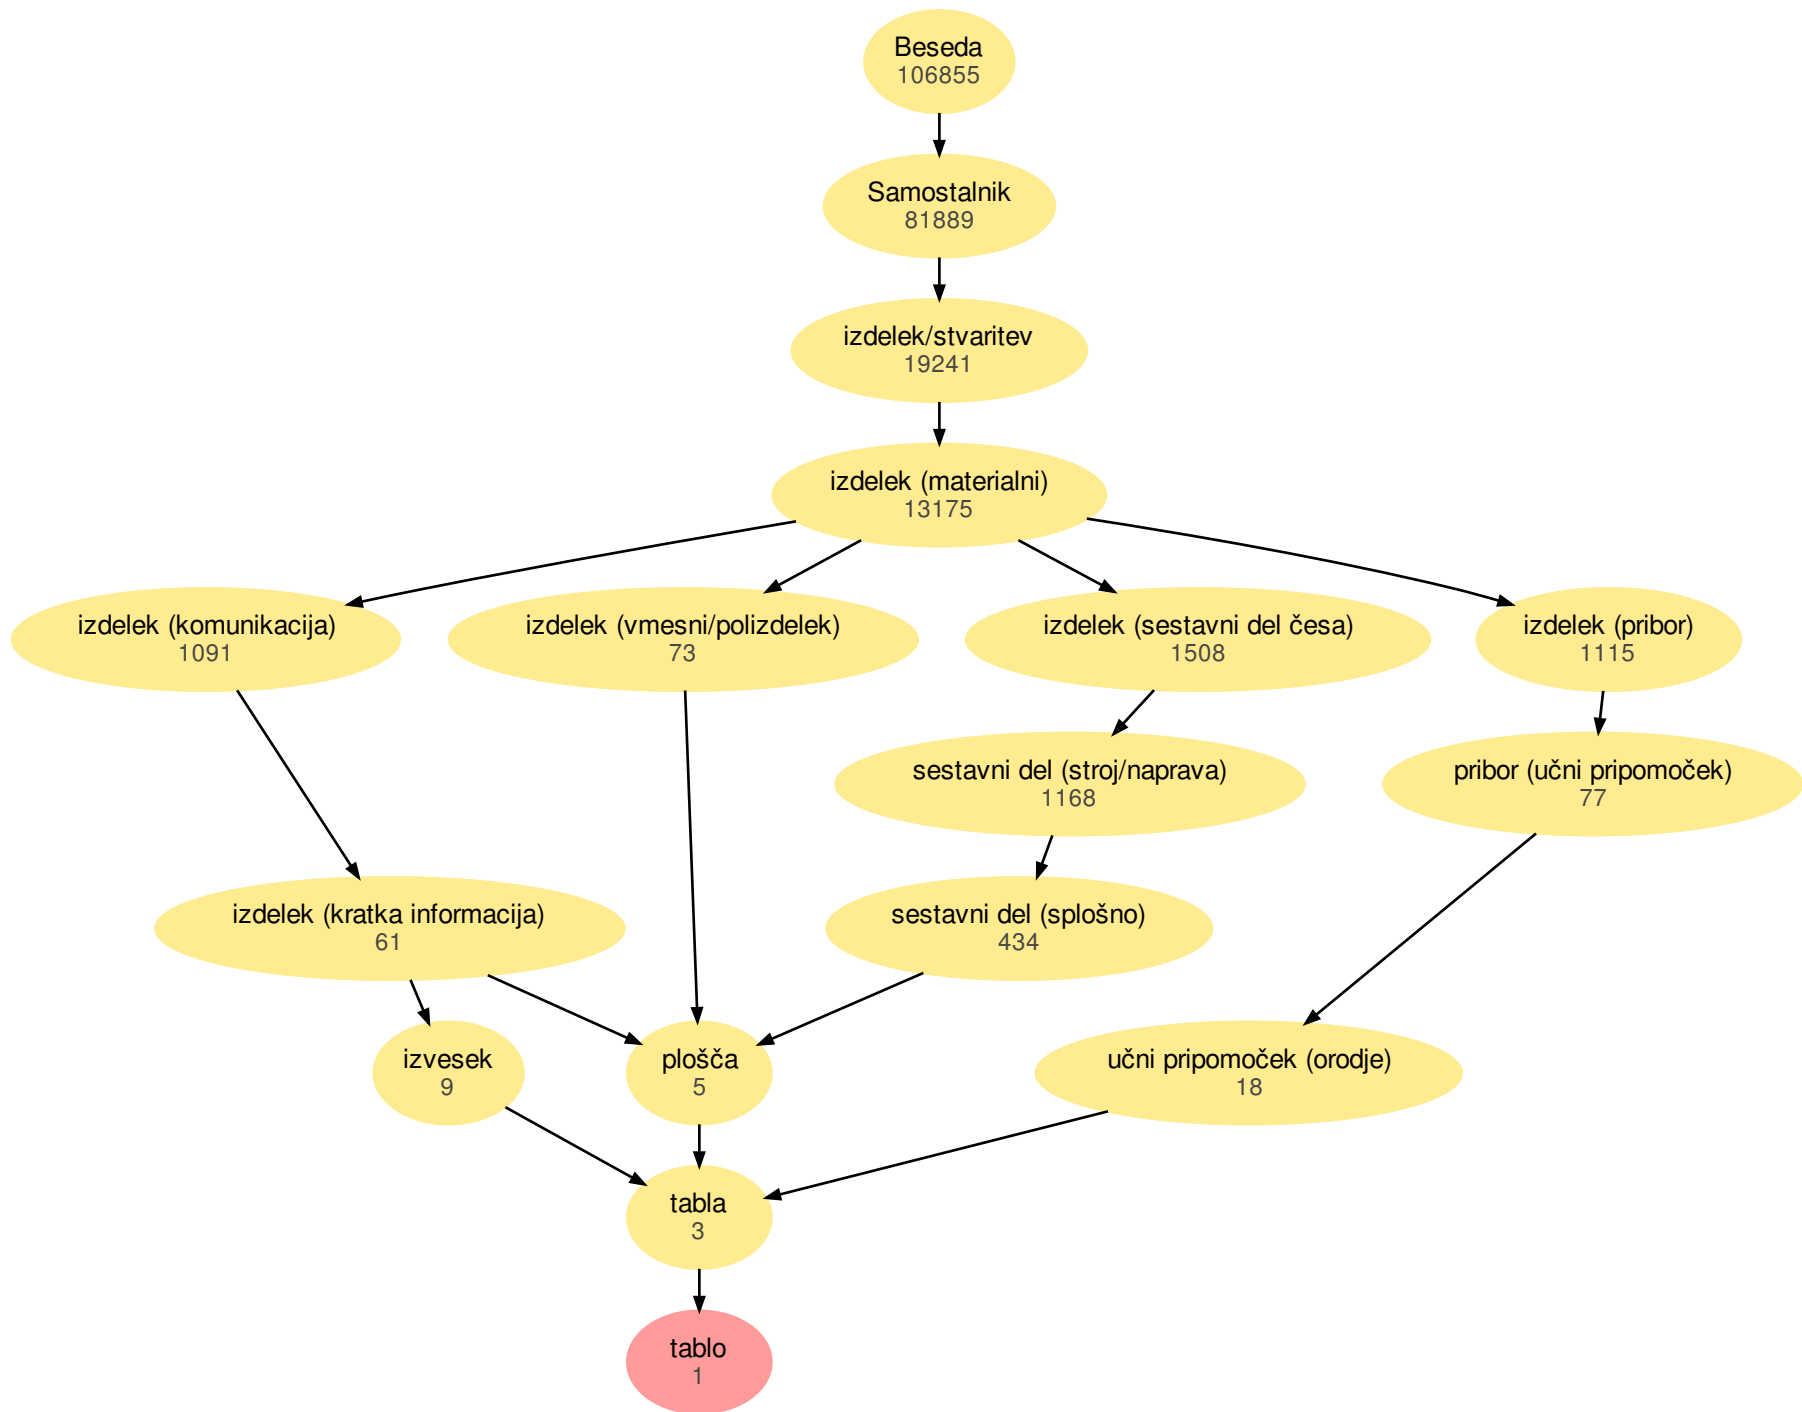 Beseda
106855
Samostalnik
81889
izdelek/stvaritev
19241
izdelek (materialni)
13175
izdelek (komunikacija)
1091
izdelek (vmesni/polizdelek)
73
izdelek (sestavni del česa)
1508
izdelek (pribor)
1115
sestavni del (stroj/naprava)
1168
pribor (učni pripomoček)
77
izdelek (kratka informacija)
61
sestavni del (splošno)
434
izvesek
9
plošča
5
učni pripomoček (orodje)
18
tabla
3
tablo
1